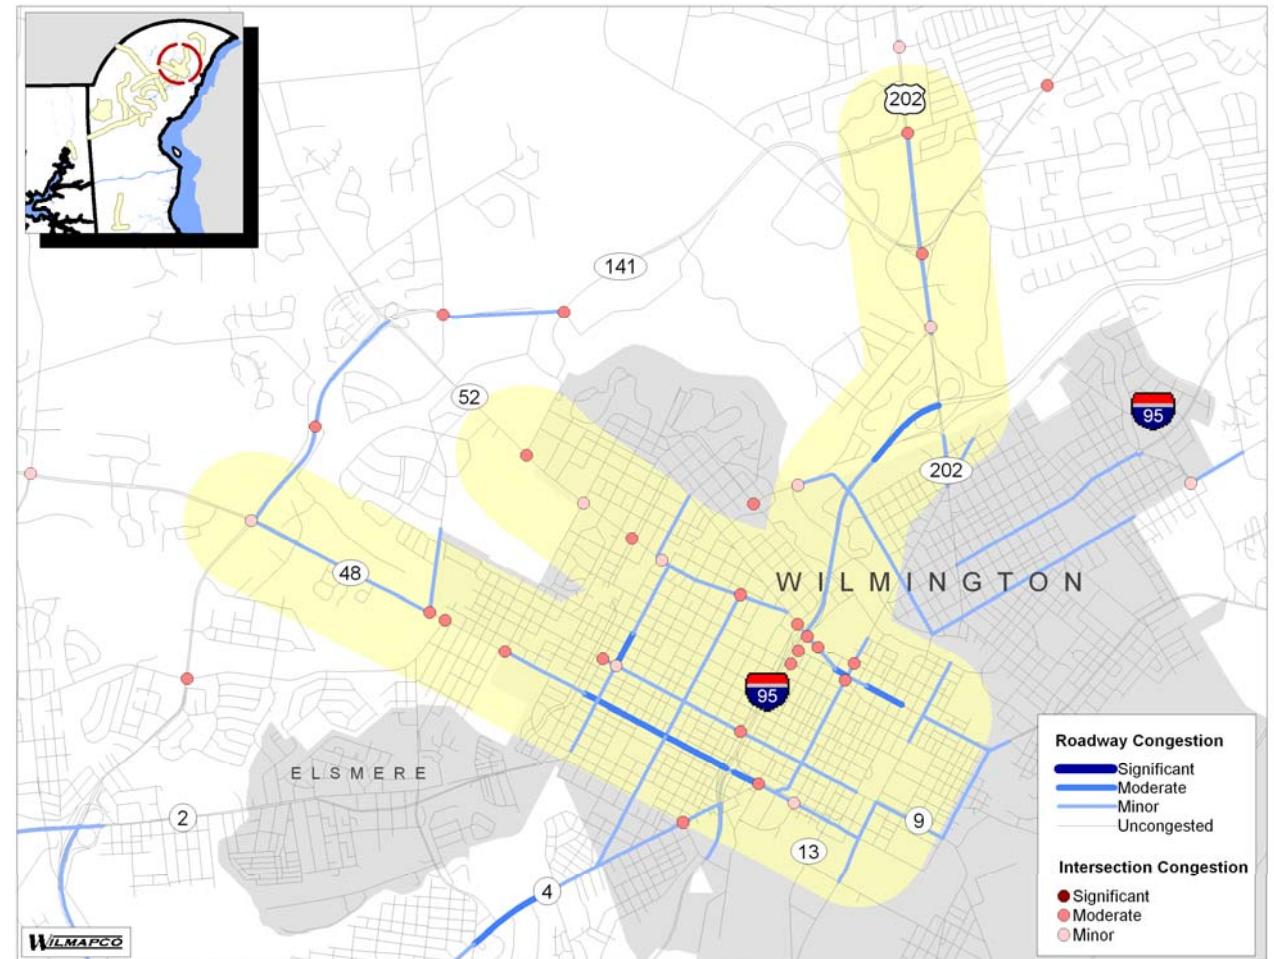 202
141
52
95
202
48
WILMINGTON
95
ELSMERE
2
9
13
4
Roadway Congestion
Significant
Moderate
Minor
Uncongested
Intersection Congestion
Significant
Moderate
Minor
WILMAPCO